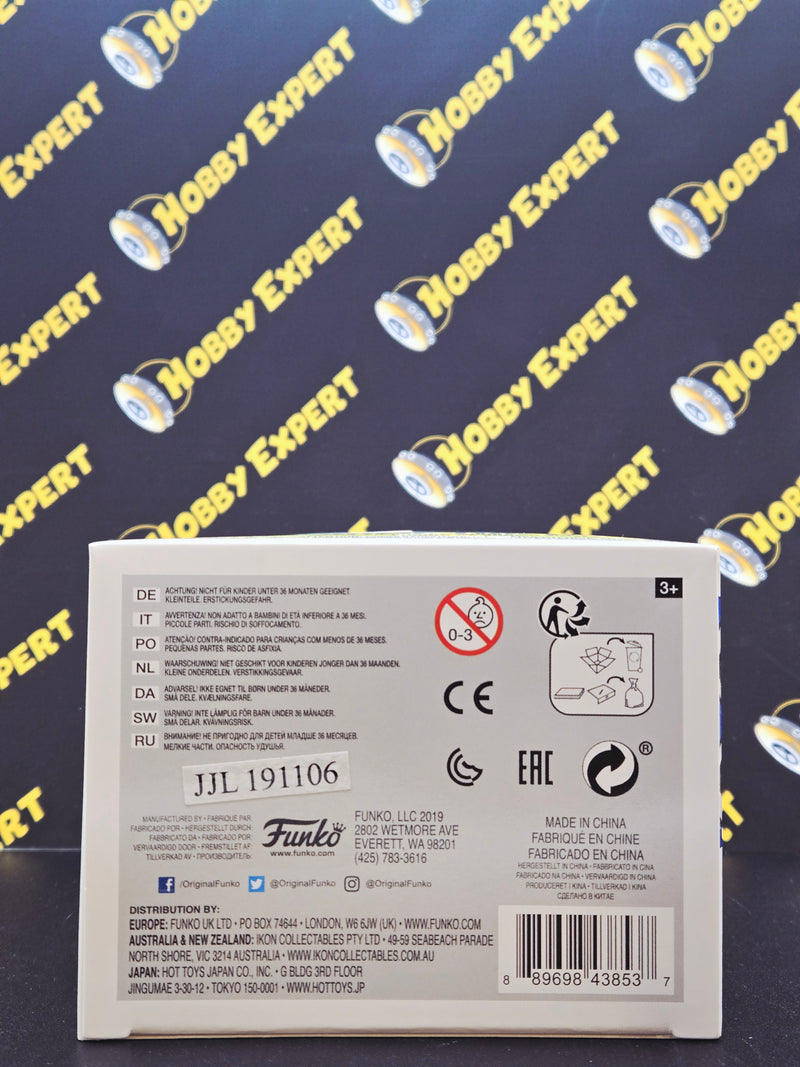 HOBBY EXPERT
DE ACHTUNG! NICHT FÜR KINDER UNTER 36 MONATEN GEEIGNET.
KLEINTEILE. ERSTICKUNGSGEFAHR.
IT AVVERTENZA! NON ADATTO A BAMBINI DI ETÀ INFERIORE A 36 MESI.
PICCOLE PARTI. RISCHIO DI SOFFOCAMENTO.
PO ATENÇÃO! CONTRA-INDICADO PARA CRIANÇAS COM MENOS DE 36 MESES.
PEQUENAS PARTES. RISCO DE ASFIXIA.
NL WAARSCHUWING! NIET GESCHIKT VOOR KINDEREN JONGER DAN 36 MAANDEN.
KLEINE ONDERDELEN. VERSTIKKINGSGEVAAR.
DA ADVARSEL! IKKE EGNET TIL BØRN UNDER 36 MÅNEDER.
SMÅ DELE. KVÆLNINGSFARE.
SW VARNING! INTE LÄMPLIG FÖR BARN UNDER 36 MÅNADER.
SMÅ DELAR. KVÄVNINGSRISK.
RU ВНИМАНИЕ! НЕ ПРИГОДНО ДЛЯ ДЕТЕЙ МЛАДШЕ 36 МЕСЯЦЕВ.
МЕЛКИЕ ЧАСТИ. ОПАСНОСТЬ УДУШЬЯ.
0-3
3+
CE
EAC
®
JJL 191106
MANUFACTURED BY • FABRIQUÉ PAR
FABRICADO POR • HERGESTELLT DURCH
FABBRICATO DA • FABRICADO POR:
VERVAARDIGD DOOR • FREMSTILLET AF:
TILLVERKAD AV • ПРОИЗВОДИТЕЛЬ:
Funko
www.funko.com
FUNKO, LLC 2019
2802 WETMORE AVE
EVERETT, WA 98201
(425) 783-3616
MADE IN CHINA
FABRIQUÉ EN CHINE
FABRICADO EN CHINA
HERGESTELLT IN CHINA • FABBRICATO IN CINA
FABRICADO NA CHINA • VERVAARDIGD IN CHINA
PRODUCERET I KINA • TILLVERKAD I KINA
СДЕЛАНО В КИТАЕ
f /OriginalFunko @OriginalFunko @OriginalFunko
DISTRIBUTION BY:
EUROPE: FUNKO UK LTD • PO BOX 74644 • LONDON, W6 6JW (UK) • WWW.FUNKO.COM
AUSTRALIA & NEW ZEALAND: IKON COLLECTABLES PTY LTD • 49-59 SEABEACH PARADE
NORTH SHORE, VIC 3214 AUSTRALIA • WWW.IKONCOLLECTABLES.COM.AU
JAPAN: HOT TOYS JAPAN CO., INC. • G BLDG 3RD FLOOR
JINGUMAE 3-30-12 • TOKYO 150-0001 • WWW.HOTTOYS.JP
8 89698 43853 7